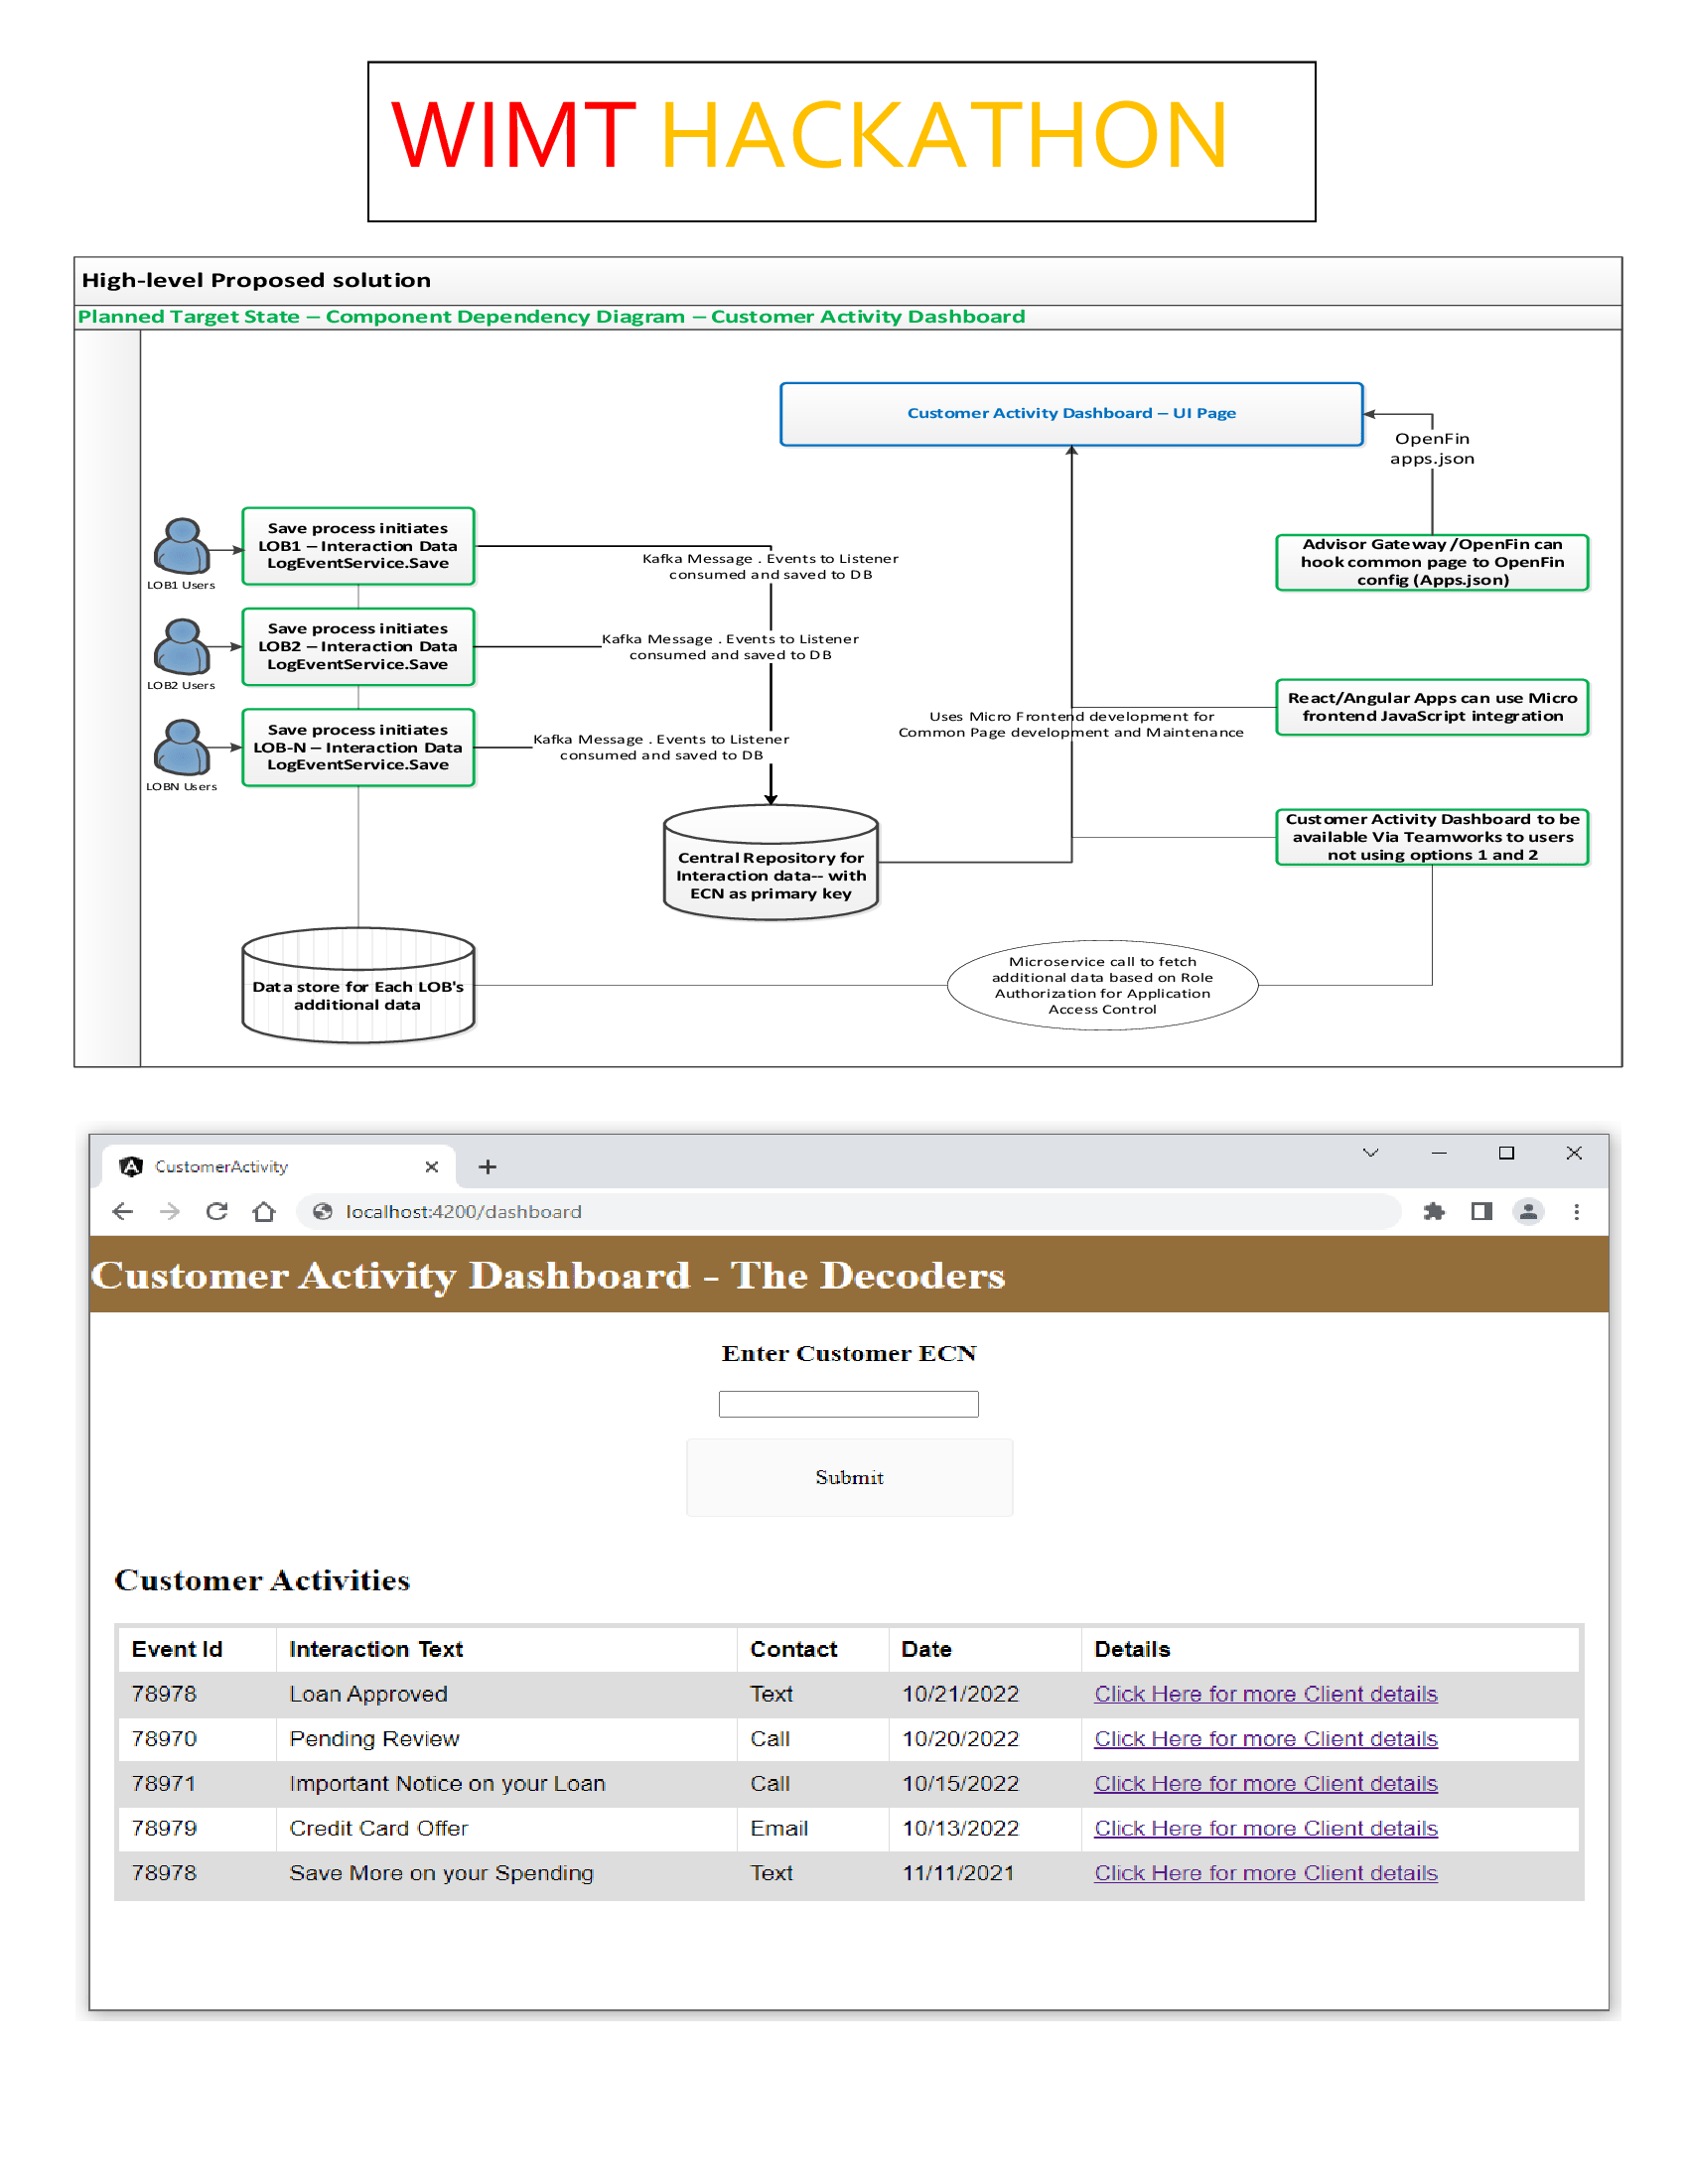 WIMT HACKATHON
High-level Proposed solution
Planned Target State – Component Dependency Diagram – Customer Activity Dashboard
Customer Activity Dashboard – UI Page
OpenFin
apps.json
Save process initiates
LOB1 – Interaction Data
LogEventService.Save
LOB1 Users
Kafka Message . Events to Listener
consumed and saved to DB
Advisor Gateway /OpenFin can
hook common page to OpenFin
config (Apps.json)
Save process initiates
LOB2 – Interaction Data
LogEventService.Save
LOB2 Users
Kafka Message . Events to Listener
consumed and saved to DB
Save process initiates
LOB-N – Interaction Data
LogEventService.Save
LOBN Users
Kafka Message . Events to Listener
consumed and saved to DB
Uses Micro Frontend development for
Common Page development and Maintenance
React/Angular Apps can use Micro
frontend JavaScript integration
Central Repository for
Interaction data-- with
ECN as primary key
Customer Activity Dashboard to be
available Via Teamworks to users
not using options 1 and 2
Data store for Each LOB's
additional data
Microservice call to fetch
additional data based on Role
Authorization for Application
Access Control
CustomerActivity
localhost:4200/dashboard
Customer Activity Dashboard - The Decoders
Enter Customer ECN
Submit
Customer Activities
Event Id Interaction Text Contact Date Details
78978 Loan Approved Text 10/21/2022 Click Here for more Client details
78970 Pending Review Call 10/20/2022 Click Here for more Client details
78971 Important Notice on your Loan Call 10/15/2022 Click Here for more Client details
78979 Credit Card Offer Email 10/13/2022 Click Here for more Client details
78978 Save More on your Spending Text 11/11/2021 Click Here for more Client details